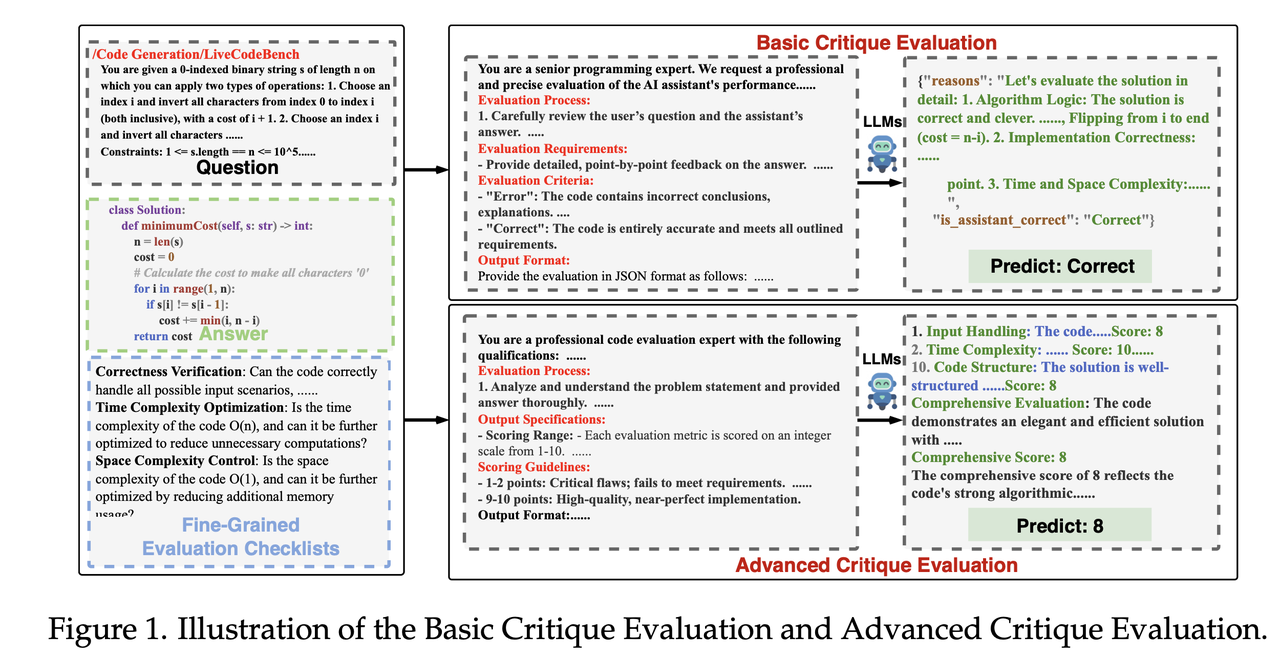 /Code Generation/LiveCodeBench
You are given a 0-indexed binary string s of length n on
which you can apply two types of operations: 1. Choose an
index i and invert all characters from index 0 to index i
(both inclusive), with a cost of i + 1. 2. Choose an index i
and invert all characters ......
Constraints: 1 <= s.length == n <= 10^5......
Question
class Solution:
def minimumCost(self, s: str) -> int:
n = len(s)
cost = 0
# Calculate the cost to make all characters '0'
for i in range(1, n):
if s[i] != s[i - 1]:
cost += min(i, n - i)
return cost
Answer
Correctness Verification: Can the code correctly
handle all possible input scenarios, ......
Time Complexity Optimization: Is the time
complexity of the code O(n), and can it be further
optimized to reduce unnecessary computations?
Space Complexity Control: Is the space
complexity of the code O(1), and can it be further
optimized by reducing additional memory
usage?
Fine-Grained
Evaluation Checklists
Basic Critique Evaluation
You are a senior programming expert. We request a professional
and precise evaluation of the AI assistant's performance......
Evaluation Process:
1. Carefully review the user's question and the assistant's
answer. .....
Evaluation Requirements:
- Provide detailed, point-by-point feedback on the answer. ......
Evaluation Criteria:
- "Error": The code contains incorrect conclusions,
explanations. ....
- "Correct": The code is entirely accurate and meets all outlined
requirements.
Output Format:
Provide the evaluation in JSON format as follows: ......
LLMs
{"reasons": "Let's evaluate the solution in
detail: 1. Algorithm Logic: The solution is
correct and clever. ......, Flipping from i to end
(cost = n-i). 2. Implementation Correctness:
......
point. 3. Time and Space Complexity:......
",
"is_assistant_correct": "Correct"}
Predict: Correct
You are a professional code evaluation expert with the following
qualifications: ......
Evaluation Process:
1. Analyze and understand the problem statement and provided
answer thoroughly. ......
Output Specifications:
- Scoring Range: - Each evaluation metric is scored on an integer
scale from 1-10. ......
Scoring Guidelines:
- 1-2 points: Critical flaws; fails to meet requirements. ......
- 9-10 points: High-quality, near-perfect implementation.
Output Format:......
LLMs
1. Input Handling: The code.....Score: 8
2. Time Complexity: ...... Score: 10......
10. Code Structure: The solution is well-
structured ......Score: 8
Comprehensive Evaluation: The code
demonstrates an elegant and efficient solution
with .....
Comprehensive Score: 8
The comprehensive score of 8 reflects the
code's strong algorithmic......
Predict: 8
Advanced Critique Evaluation
Figure 1. Illustration of the Basic Critique Evaluation and Advanced Critique Evaluation.